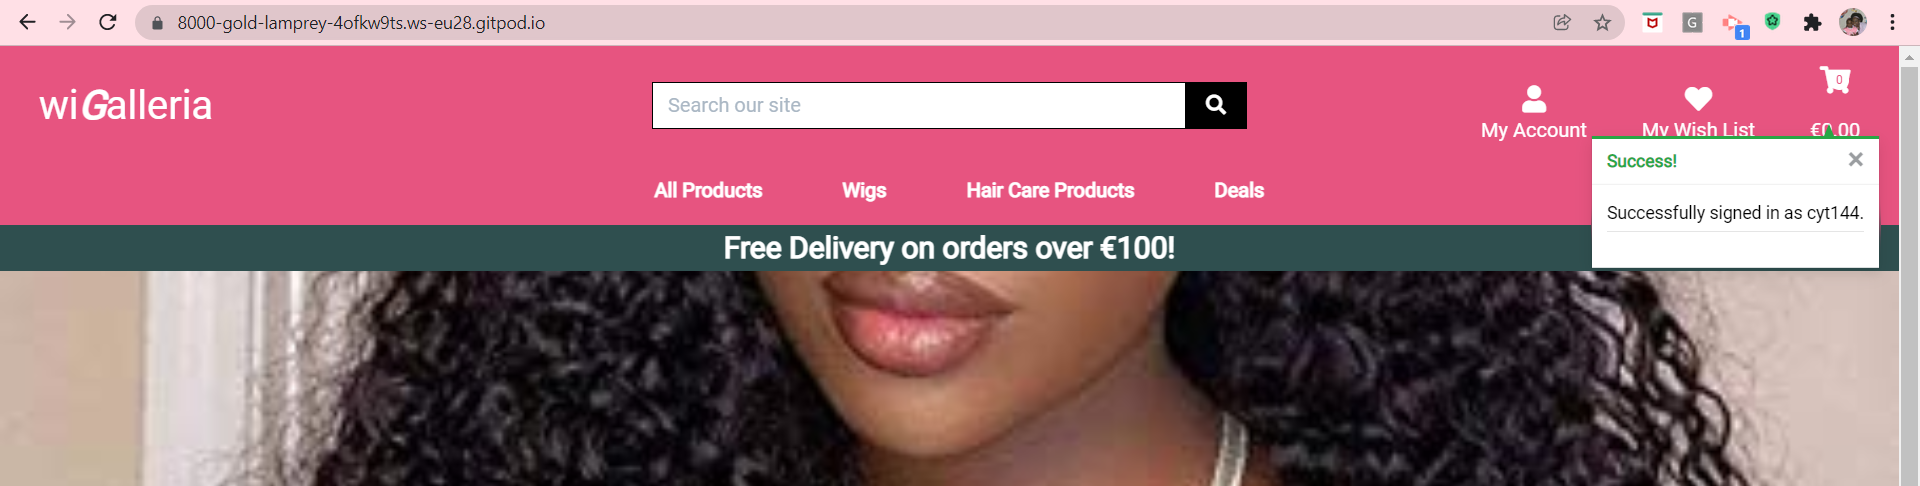 8000-gold-lamprey-4ofkw9ts.ws-eu28.gitpod.io
G
1
wiGalleria
Search our site
0
My Account
My Wish List
€0.00
Success!
×
Successfully signed in as cyt144.
All Products
Wigs
Hair Care Products
Deals
Free Delivery on orders over €100!